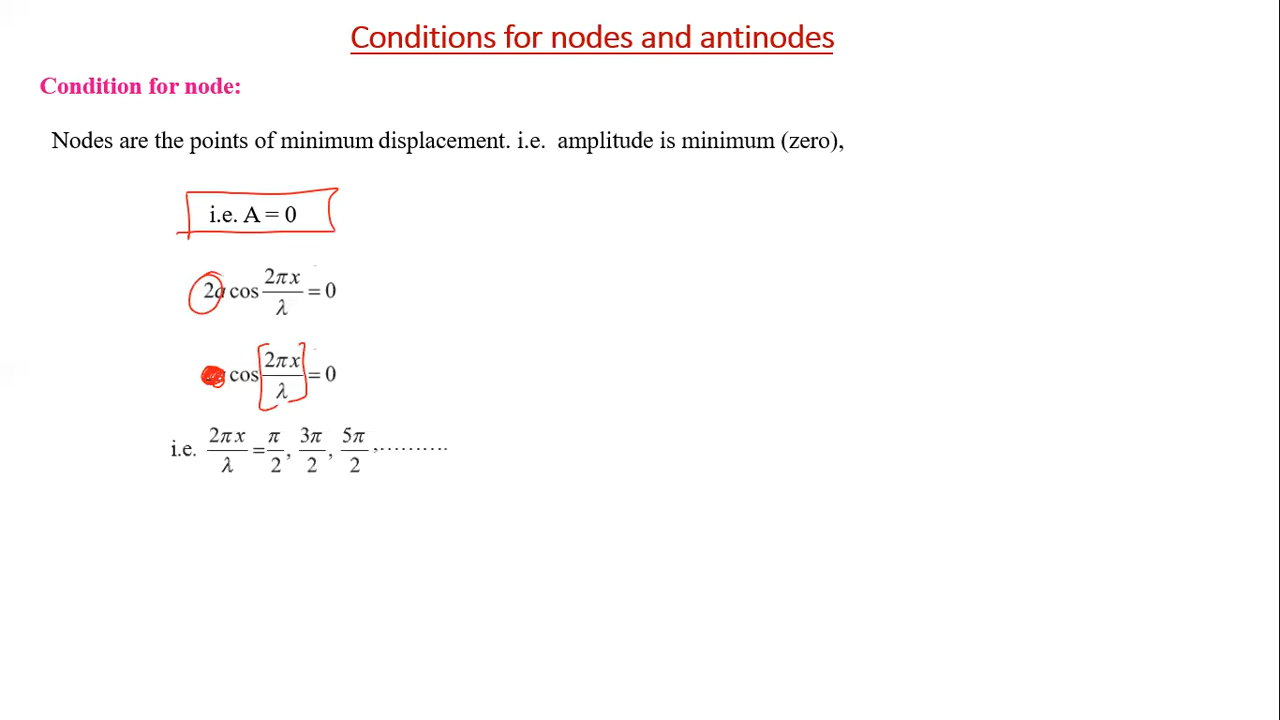 Conditions for nodes and antinodes
Condition for node:
Nodes are the points of minimum displacement. i.e. amplitude is minimum (zero),
i.e. A = 0
2a cos 2πx/λ = 0
cos [2πx/λ] = 0
i.e. 2πx/λ = π/2, 3π/2, 5π/2, ..........